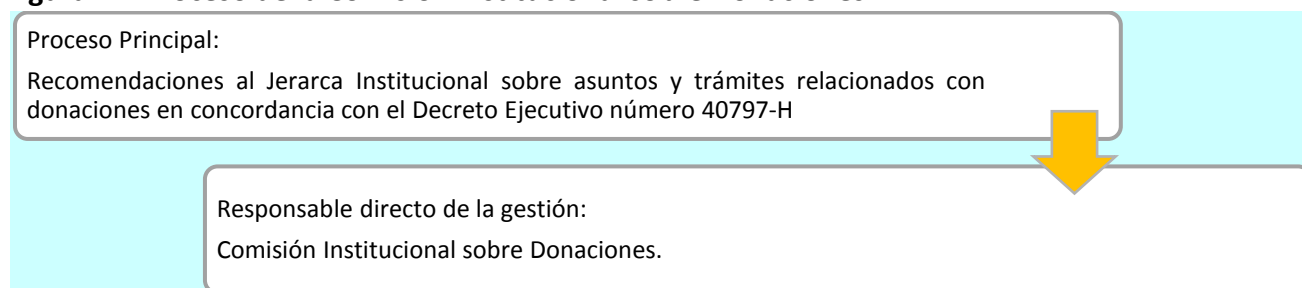 Proceso Principal:
Recomendaciones al Jerarca Institucional sobre asuntos y trámites relacionados con
donaciones en concordancia con el Decreto Ejecutivo número 40797-H
Responsable directo de la gestión:
Comisión Institucional sobre Donaciones.